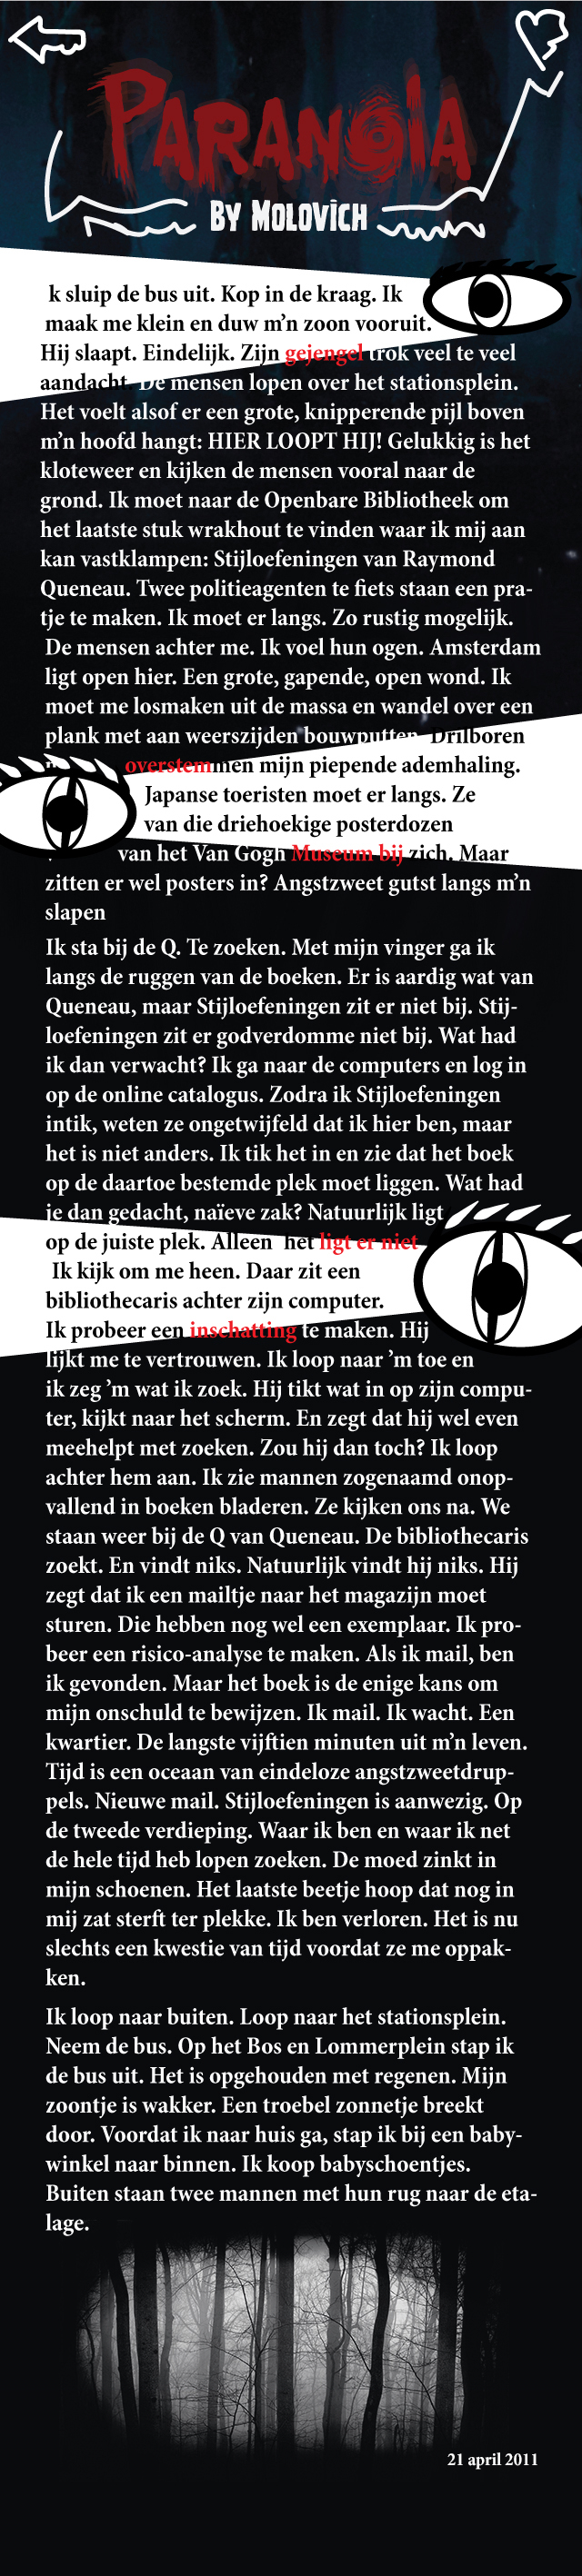 PARANOIA
BY MOLOVICH
k sluip de bus uit. Kop in de kraag. Ik
maak me klein en duw m’n zoon vooruit.
Hij slaapt. Eindelijk. Zijn gejengel trok veel te veel
aandacht. De mensen lopen over het stationsplein.
Het voelt alsof er een grote, knipperende pijl boven
m’n hoofd hangt: HIER LOOPT HIJ! Gelukkig is het
kloteweer en kijken de mensen vooral naar de
grond. Ik moet naar de Openbare Bibliotheek om
het laatste stuk wrakhout te vinden waar ik mij aan
kan vastklampen: Stijloefeningen van Raymond
Queneau. Twee politieagenten te fiets staan een pra-
tje te maken. Ik moet er langs. Zo rustig mogelijk.
De mensen achter me. Ik voel hun ogen. Amsterdam
ligt open hier. Een grote, gapende, open wond. Ik
moet me losmaken uit de massa en wandel over een
plank met aan weerszijden bouwputten. Drilboren
overstemmen mijn piepende ademhaling.
Japanse toeristen moet er langs. Ze
van die driehoekige posterdozen
van het Van Gogh Museum bij zich. Maar
zitten er wel posters in? Angstzweet gutst langs m’n
slapen
Ik sta bij de Q. Te zoeken. Met mijn vinger ga ik
langs de ruggen van de boeken. Er is aardig wat van
Queneau, maar Stijloefeningen zit er niet bij. Stij-
loefeningen zit er godverdomme niet bij. Wat had
ik dan verwacht? Ik ga naar de computers en log in
op de online catalogus. Zodra ik Stijloefeningen
intik, weten ze ongetwijfeld dat ik hier ben, maar
het is niet anders. Ik tik het in en zie dat het boek
op de daartoe bestemde plek moet liggen. Wat had
je dan gedacht, naïeve zak? Natuurlijk ligt
op de juiste plek. Alleen het ligt er niet
Ik kijk om me heen. Daar zit een
bibliothecaris achter zijn computer.
Ik probeer een inschatting te maken. Hij
lijkt me te vertrouwen. Ik loop naar ’m toe en
ik zeg ’m wat ik zoek. Hij tikt wat in op zijn compu-
ter, kijkt naar het scherm. En zegt dat hij wel even
meehelpt met zoeken. Zou hij dan toch? Ik loop
achter hem aan. Ik zie mannen zogenaamd onop-
vallend in boeken bladeren. Ze kijken ons na. We
staan weer bij de Q van Queneau. De bibliothecaris
zoekt. En vindt niks. Natuurlijk vindt hij niks. Hij
zegt dat ik een mailtje naar het magazijn moet
sturen. Die hebben nog wel een exemplaar. Ik pro-
beer een risico-analyse te maken. Als ik mail, ben
ik gevonden. Maar het boek is de enige kans om
mijn onschuld te bewijzen. Ik mail. Ik wacht. Een
kwartier. De langste vijftien minuten uit m’n leven.
Tijd is een oceaan van eindeloze angstzweetdrup-
pels. Nieuwe mail. Stijloefeningen is aanwezig. Op
de tweede verdieping. Waar ik ben en waar ik net
de hele tijd heb lopen zoeken. De moed zinkt in
mijn schoenen. Het laatste beetje hoop dat nog in
mij zat sterft ter plekke. Ik ben verloren. Het is nu
slechts een kwestie van tijd voordat ze me oppak-
ken.
Ik loop naar buiten. Loop naar het stationsplein.
Neem de bus. Op het Bos en Lommerplein stap ik
de bus uit. Het is opgehouden met regenen. Mijn
zoontje is wakker. Een troebel zonnetje breekt
door. Voordat ik naar huis ga, stap ik bij een baby-
winkel naar binnen. Ik koop babyschoentjes.
Buiten staan twee mannen met hun rug naar de eta-
lage.
21 april 2011